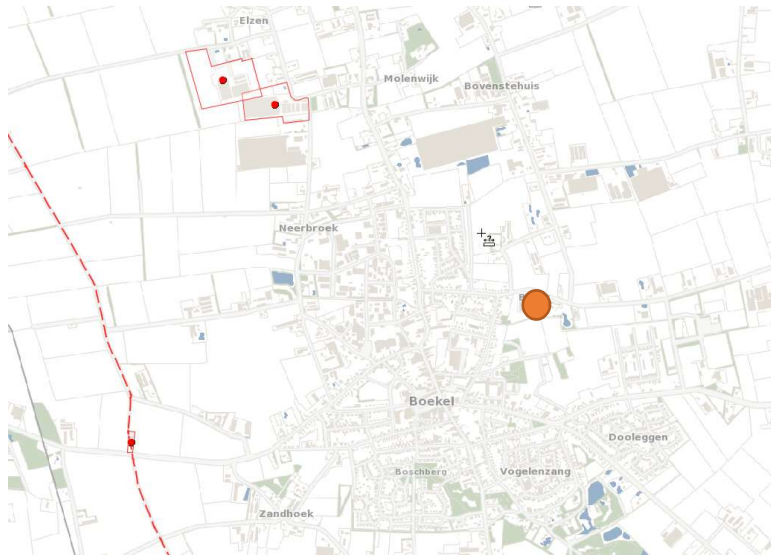 Elzen
Molenwijk
Bovenstehuis
Neerbroek
Boekel
Dooleggen
Boschberg
Vogelenzang
Zandhoek